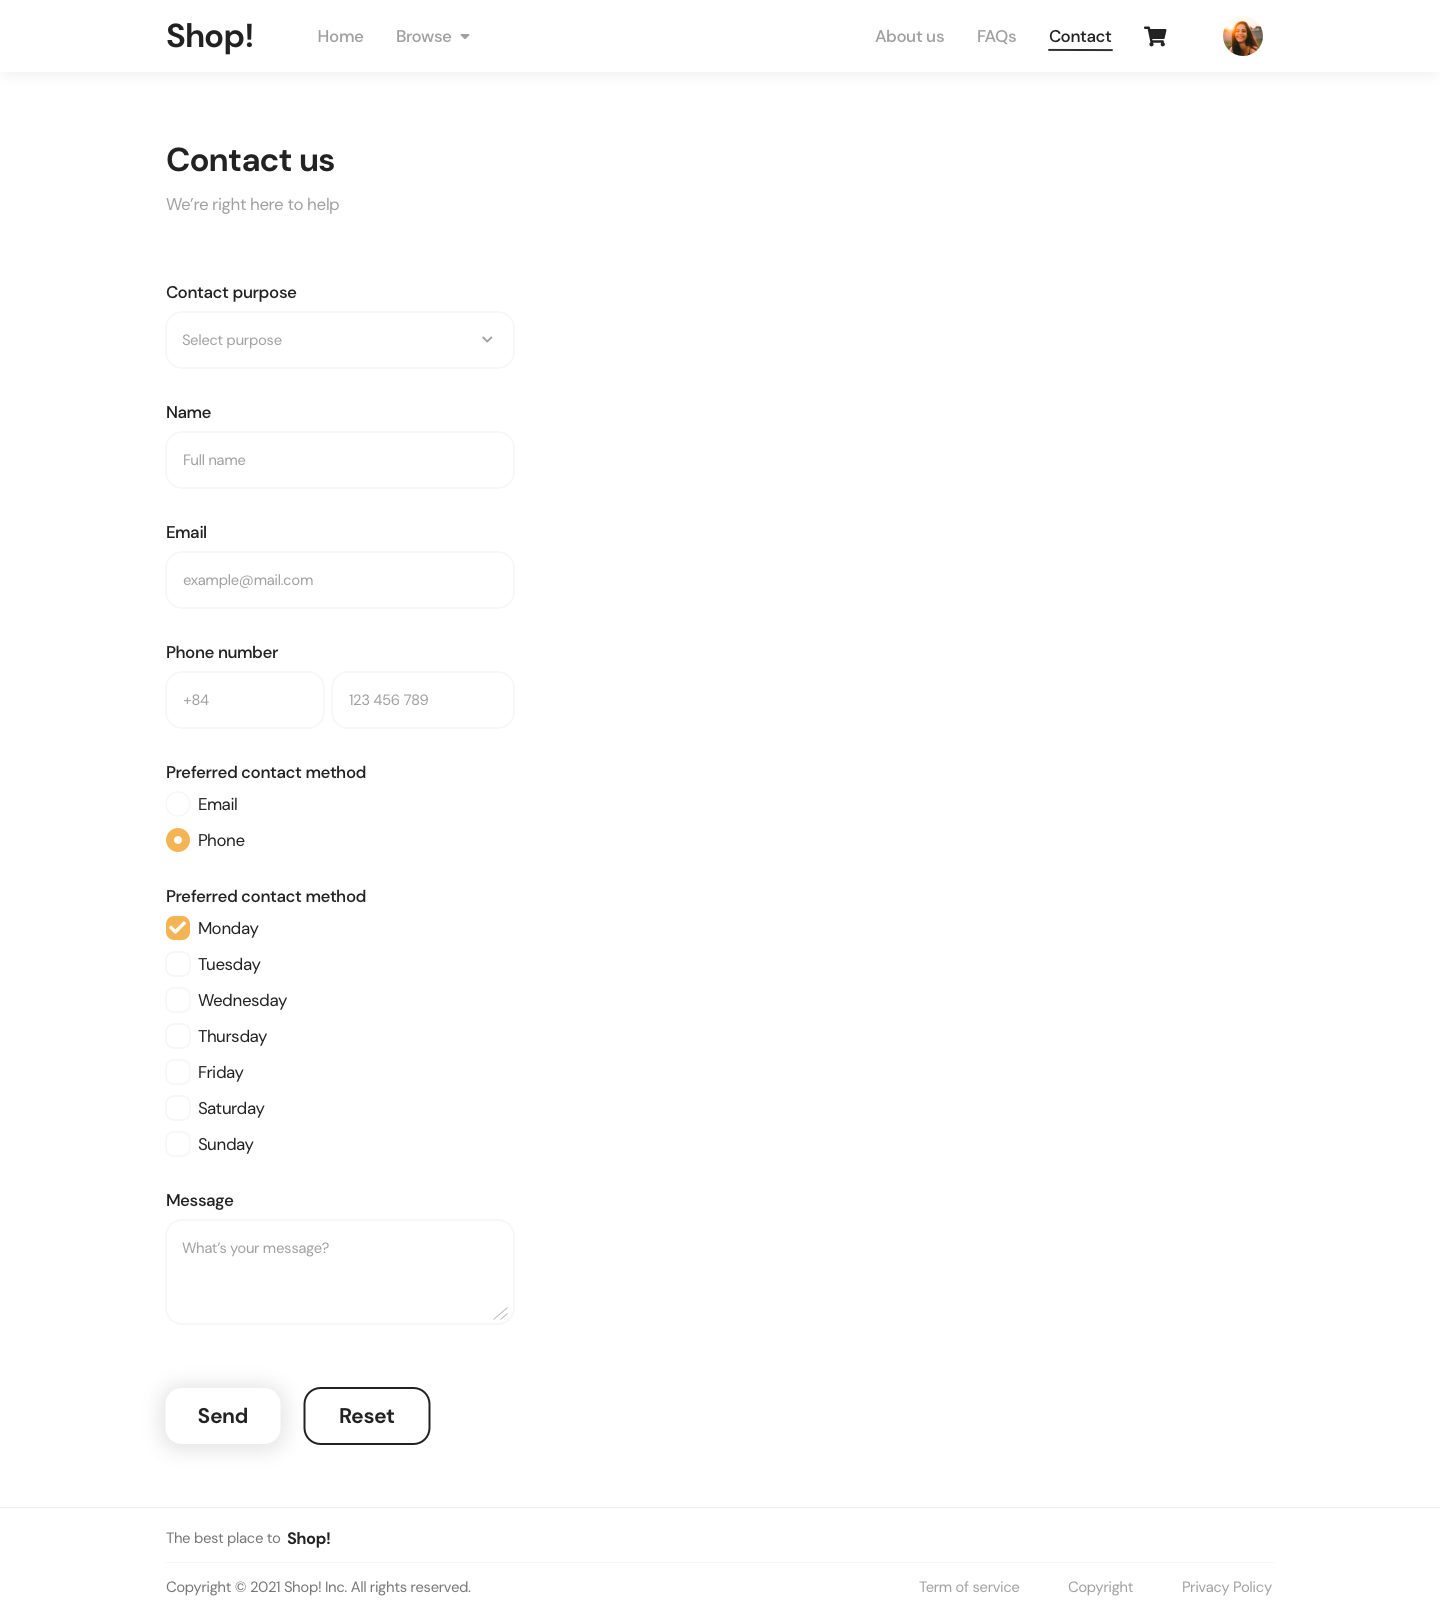 Shop! Home Browse About us FAQs Contact
Contact us
We’re right here to help
Contact purpose
Select purpose
Name
Full name
Email
example@mail.com
Phone number
+84 123 456 789
Preferred contact method
Email
Phone
Preferred contact method
Monday
Tuesday
Wednesday
Thursday
Friday
Saturday
Sunday
Message
What’s your message?
Send Reset
The best place to Shop!
Copyright © 2021 Shop! Inc. All rights reserved. Term of service Copyright Privacy Policy